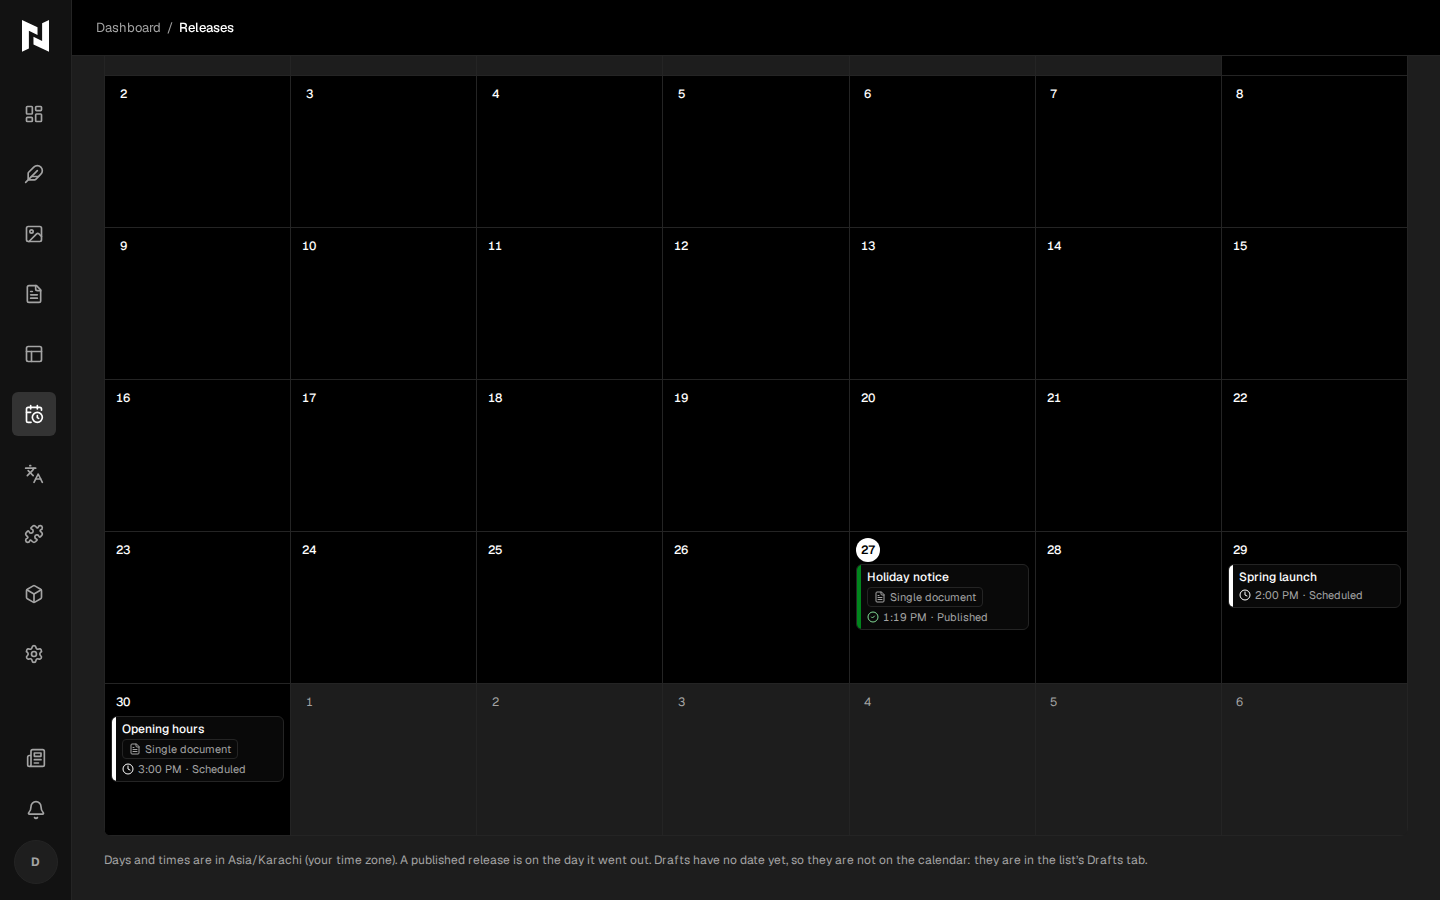 Dashboard / Releases
2 3 4 5 6 7 8
9 10 11 12 13 14 15
16 17 18 19 20 21 22
23 24 25 26 27 28 29
Holiday notice
Single document
1:19 PM · Published
Spring launch
2:00 PM · Scheduled
30 1 2 3 4 5 6
Opening hours
Single document
3:00 PM · Scheduled
D
Days and times are in Asia/Karachi (your time zone). A published release is on the day it went out. Drafts have no date yet, so they are not on the calendar: they are in the list's Drafts tab.